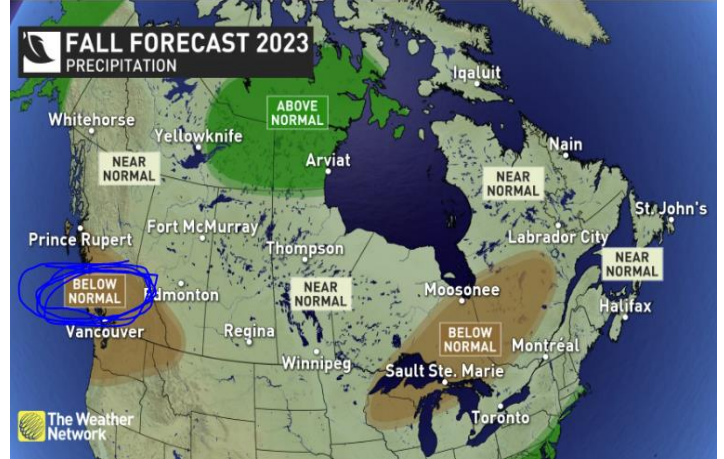 FALL FORECAST 2023
PRECIPITATION
Iqaluit
ABOVE
NORMAL
Whitehorse
Yellowknife
Nain
Arviat
NEAR
NORMAL
NEAR
NORMAL
St. John's
Fort McMurray
Prince Rupert
Labrador City
Thompson
NEAR
NORMAL
BELOW
NORMAL
Edmonton
NEAR
NORMAL
Moosonee
Halifax
Vancouver
Regina
BELOW
NORMAL
Montréal
Winnipeg
Sault Ste. Marie
Toronto
The Weather
Network